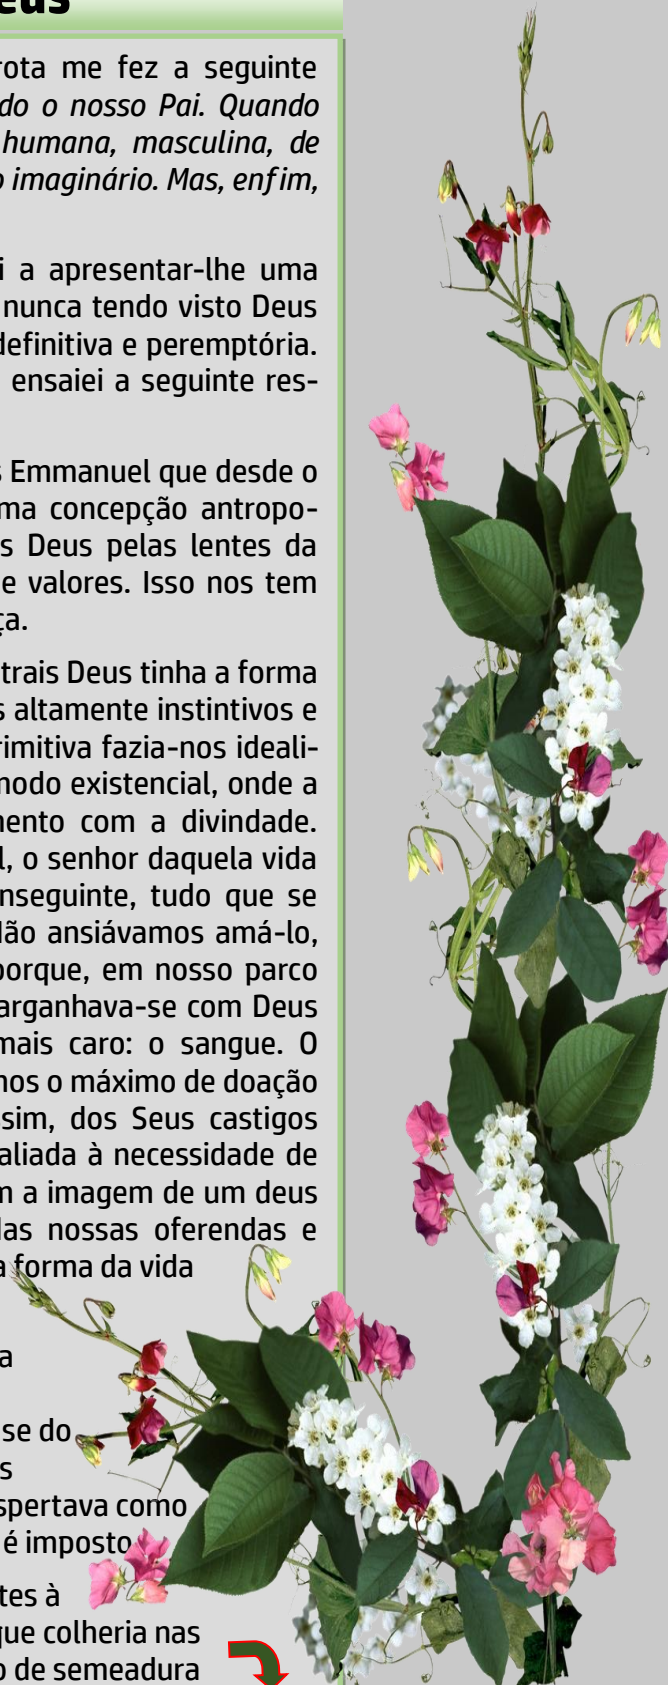 eus
rota me fez a seguinte
do o nosso Pai. Quando
humana, masculina, de
o imaginário. Mas, enfim,
i a apresentar-lhe uma
nunca tendo visto Deus
definitiva e peremptória.
ensaiei a seguinte res-
s Emmanuel que desde o
ma concepção antropo-
s Deus pelas lentes da
e valores. Isso nos tem
ça.
trais Deus tinha a forma
s altamente instintivos e
rimitiva fazia-nos ideali-
modo existencial, onde a
mento com a divindade.
l, o senhor daquela vida
onseguinte, tudo que se
Não ansiávamos amá-lo,
porque, em nosso parco
arganhava-se com Deus
mais caro: o sangue. O
nos o máximo de doação
ssim, dos Seus castigos
aliada à necessidade de
m a imagem de um deus
das nossas oferendas e
a forma da vida
a
se do
s
spertava como
é imposto
tes à
que colheria nas
o de semeadura